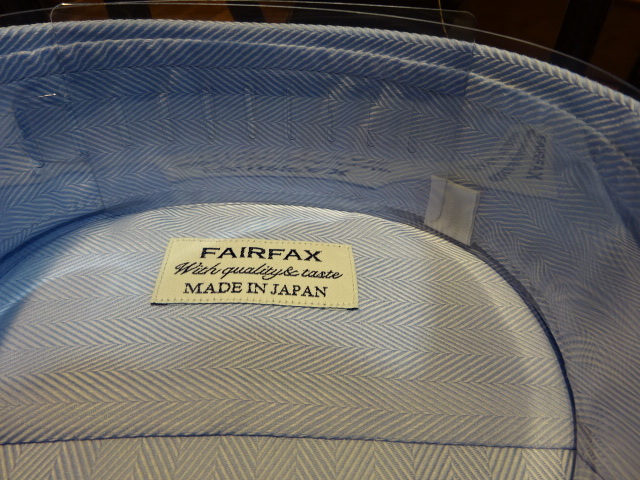 FAIRFAX
With quality & taste
MADE IN JAPAN